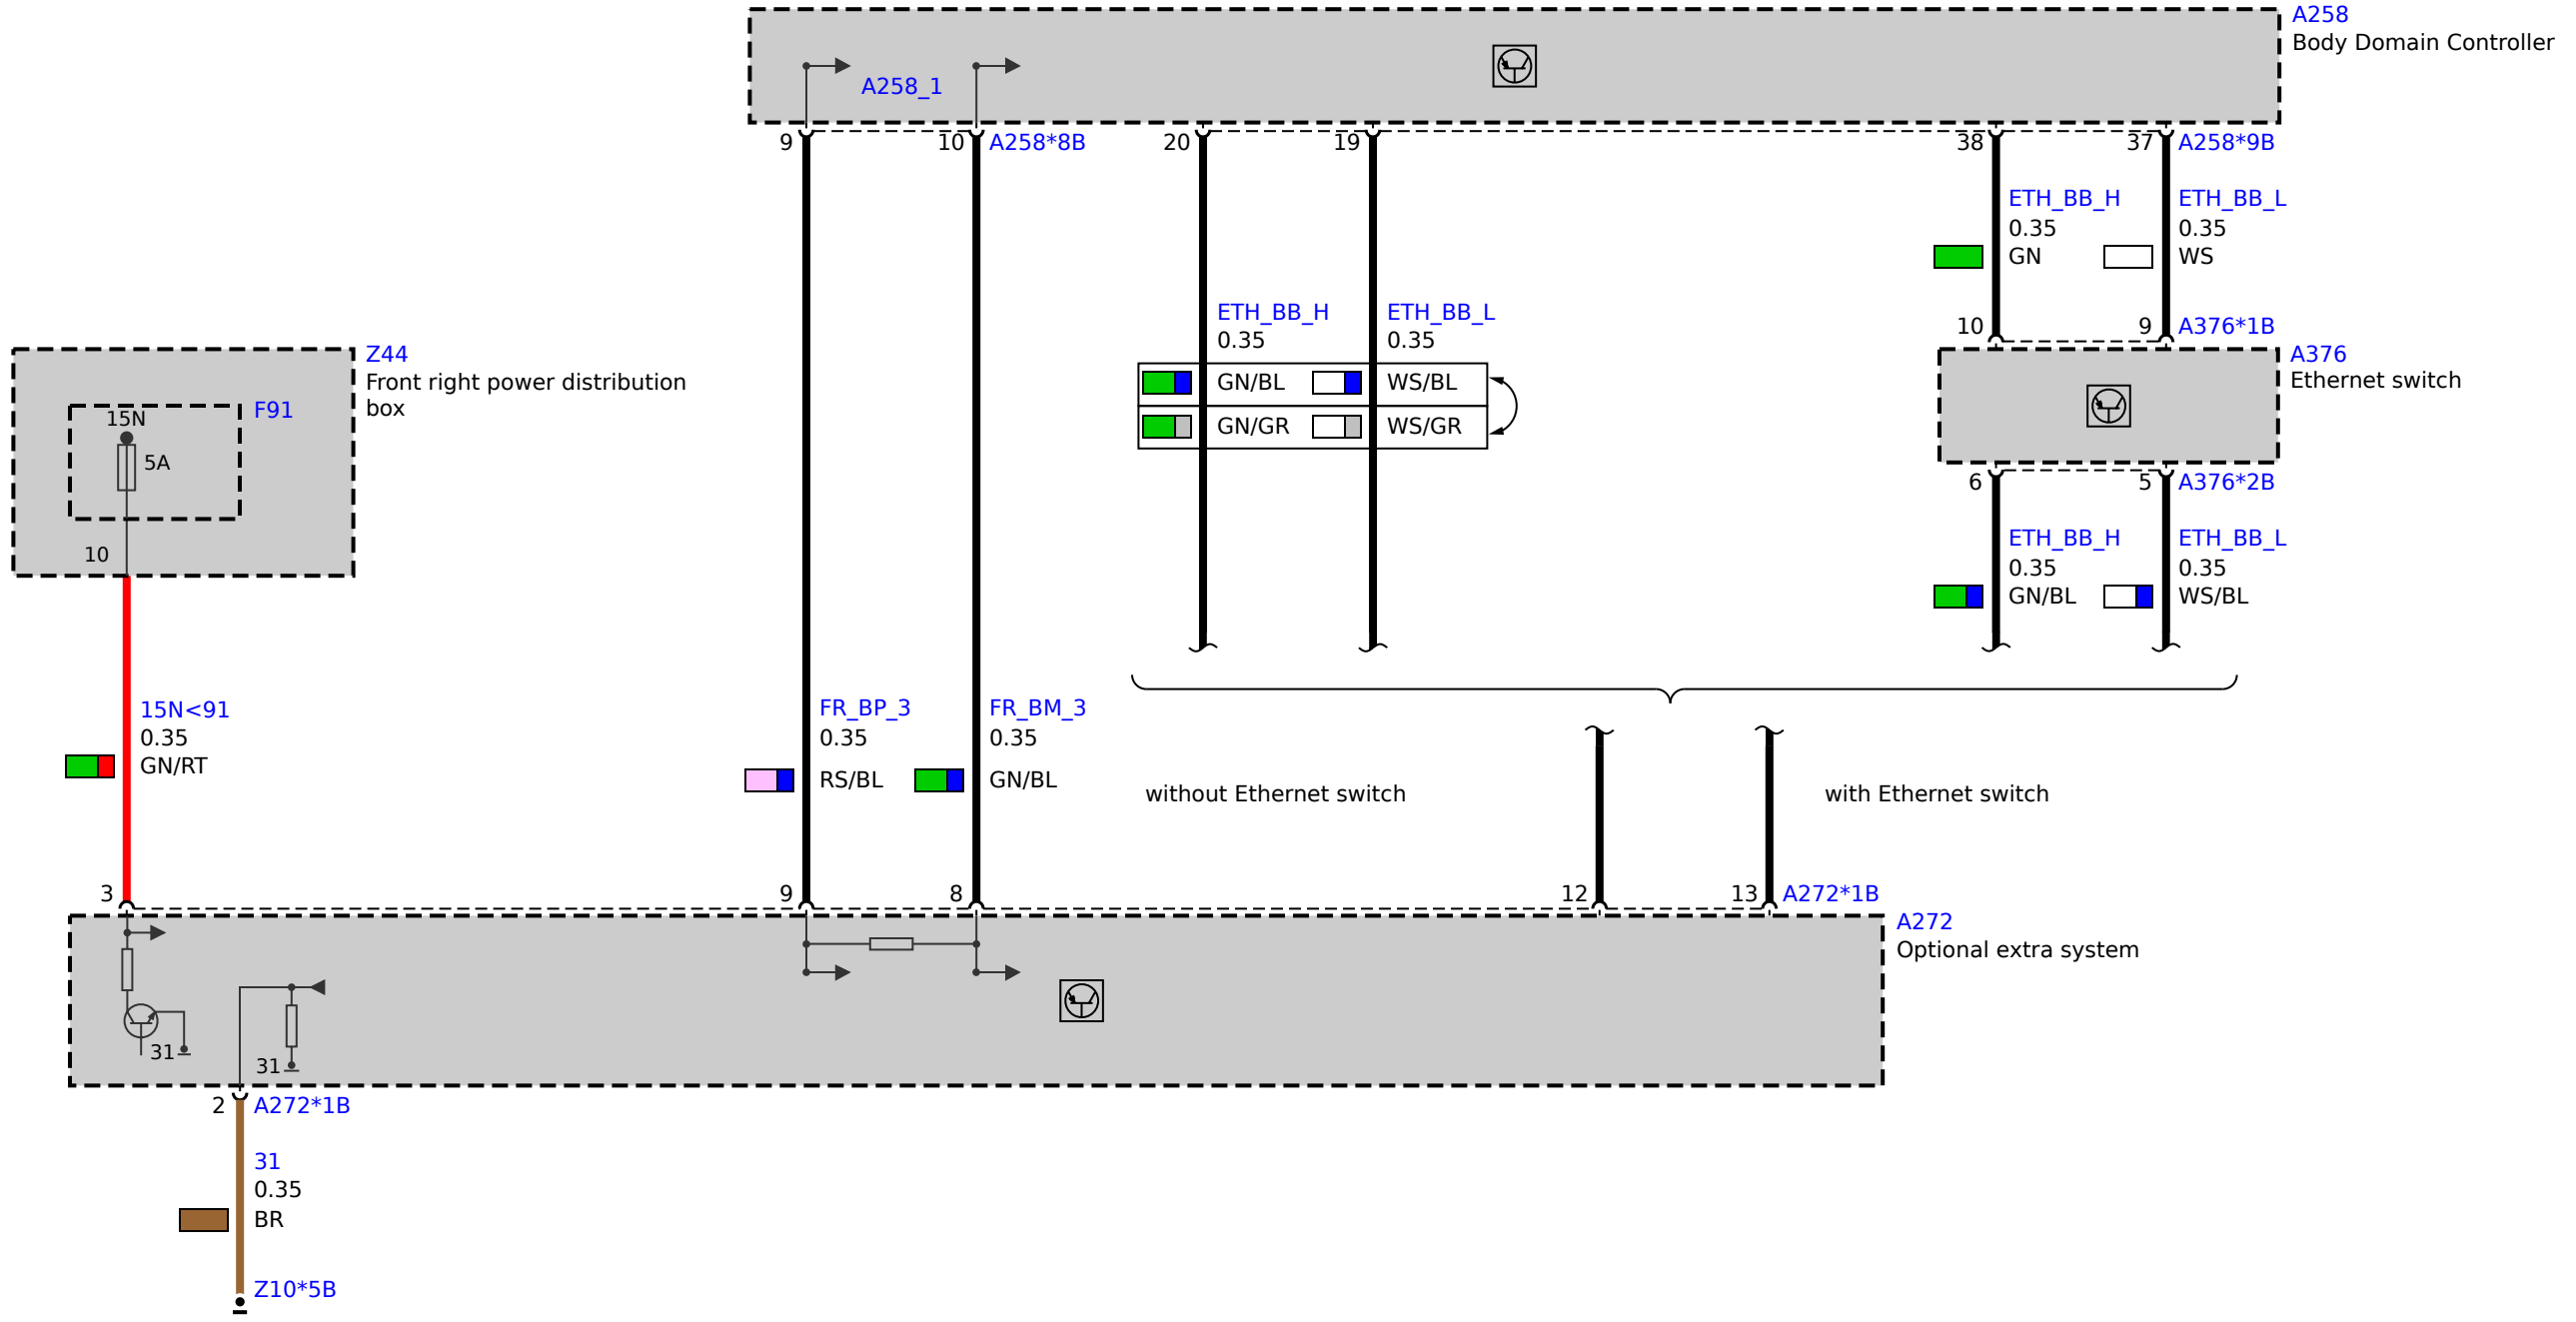 A258
Body Domain Controller
A258_1
9
10
A258*8B
20
19
38
37
A258*9B
ETH_BB_H
0.35
GN
ETH_BB_L
0.35
WS
10
9
A376*1B
A376
Ethernet switch
6
5
A376*2B
ETH_BB_H
0.35
GN/BL
ETH_BB_L
0.35
WS/BL
ETH_BB_H
0.35
GN/BL
GN/GR
ETH_BB_L
0.35
WS/BL
WS/GR
Z44
Front right power distribution
box
F91
15N
5A
10
15N<91
0.35
GN/RT
FR_BP_3
0.35
RS/BL
FR_BM_3
0.35
GN/BL
without Ethernet switch
with Ethernet switch
3
9
8
12
13
A272*1B
A272
Optional extra system
31
31
2
A272*1B
31
0.35
BR
Z10*5B